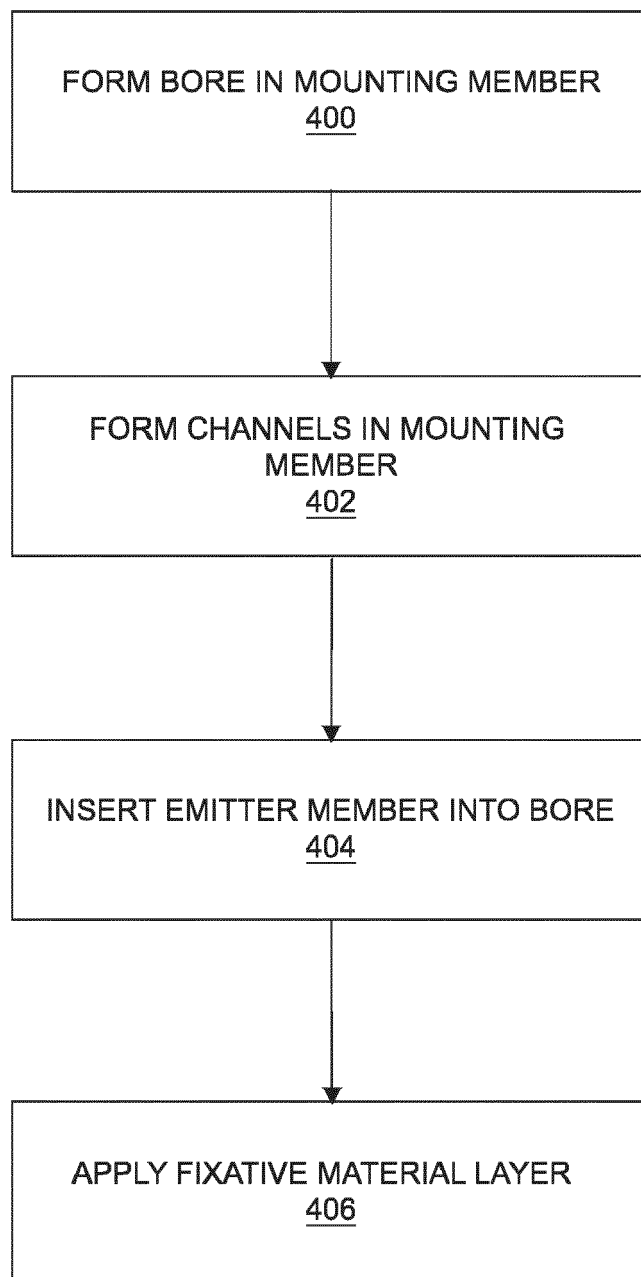 FORM BORE IN MOUNTING MEMBER
400
FORM CHANNELS IN MOUNTING
MEMBER
402
INSERT EMITTER MEMBER INTO BORE
404
APPLY FIXATIVE MATERIAL LAYER
406